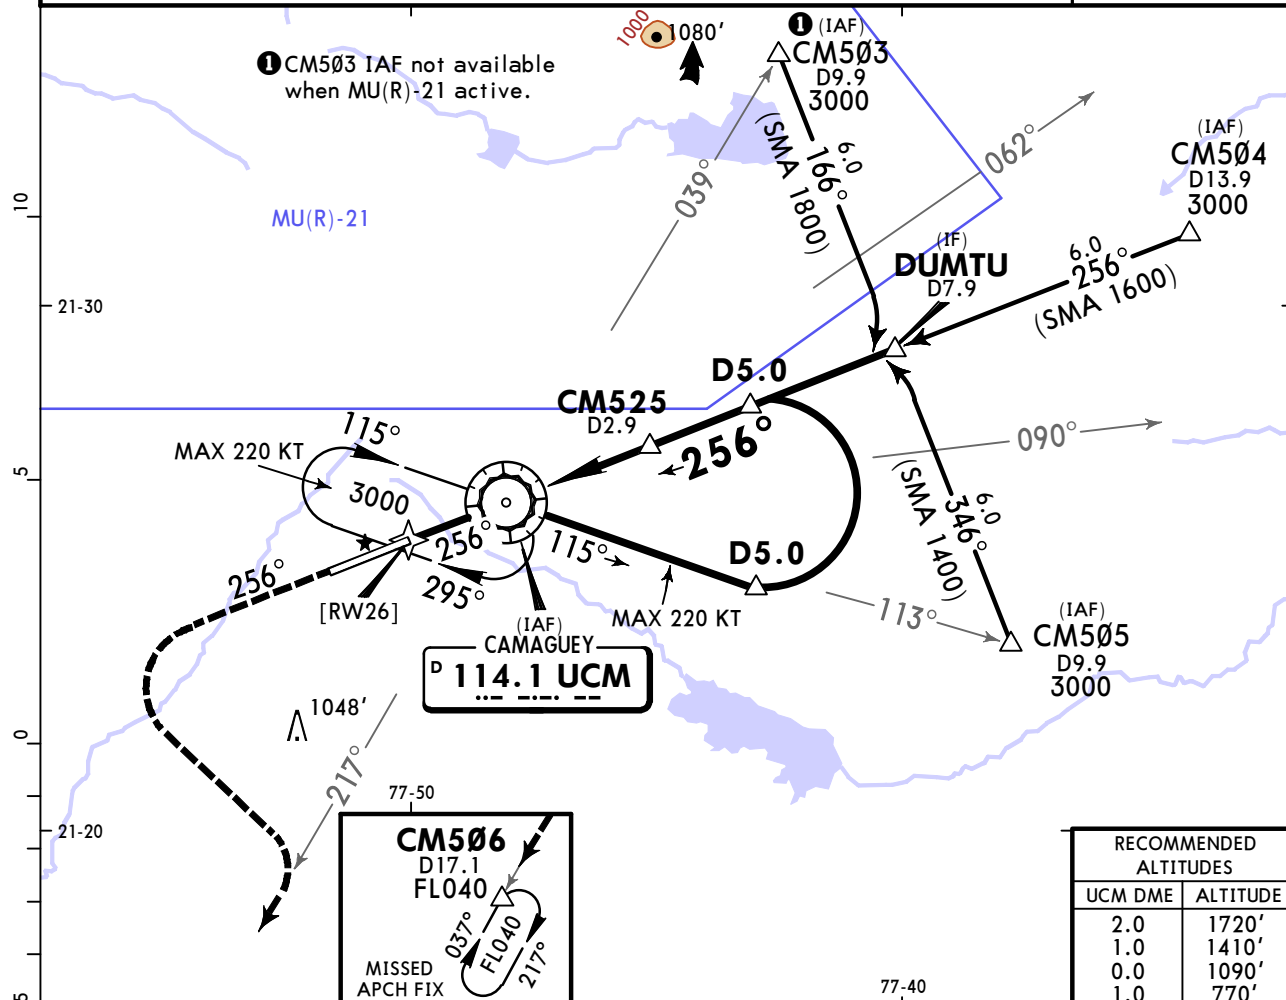 1000
1080'
❶ (IAF)
CM5Ø3
D9.9
3000
❶ CM5Ø3 IAF not available
when MU(R)-21 active.
(IAF)
CM5Ø4
D13.9
3000
6.0
166°
(SMA 1800)
039°
062°
10
MU(R)-21
(IF)
DUMTU
D7.9
6.0
256°
(SMA 1600)
21-30
D5.0
CM525
D2.9
256°
115°
MAX 220 KT
3000
090°
5
6.0
346°
(SMA 1400)
256°
295°
115°
D5.0
256°
[RW26]
MAX 220 KT
113°
(IAF)
CM5Ø5
D9.9
3000
(IAF)
CAMAGUEY
D 114.1 UCM
1048'
217°
0
77-50
21-20
CM5Ø6
D17.1
FL040
037°
FL040
217°
MISSED
APCH FIX
77-40
5
RECOMMENDED
ALTITUDES
UCM DME ALTITUDE
2.0 1720'
1.0 1410'
0.0 1090'
1.0 770'